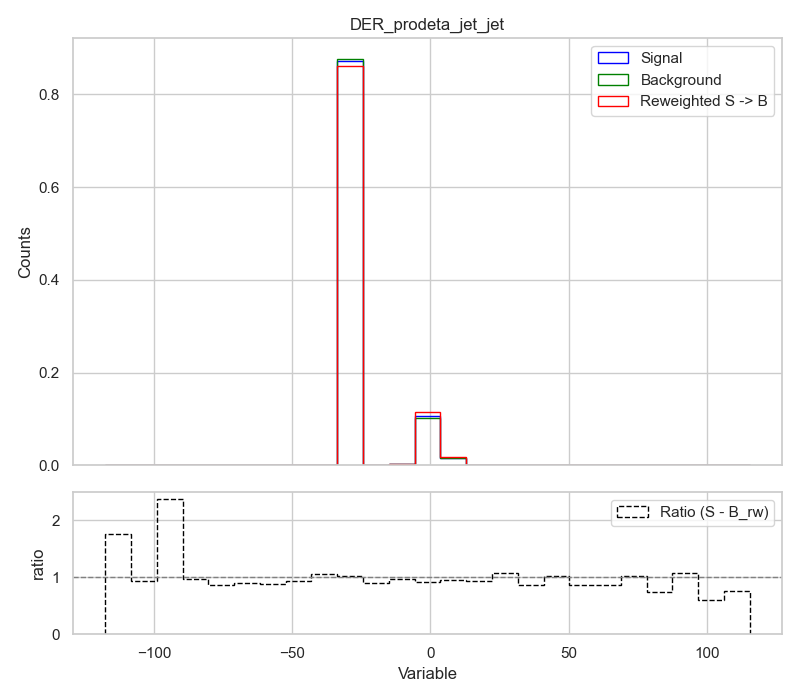 DER_prodeta_jet_jet
Signal
Background
Reweighted S -> B
Counts
0.8
0.6
0.4
0.2
0.0
Ratio (S - B_rw)
ratio
2
1
0
−100
−50
0
50
100
Variable